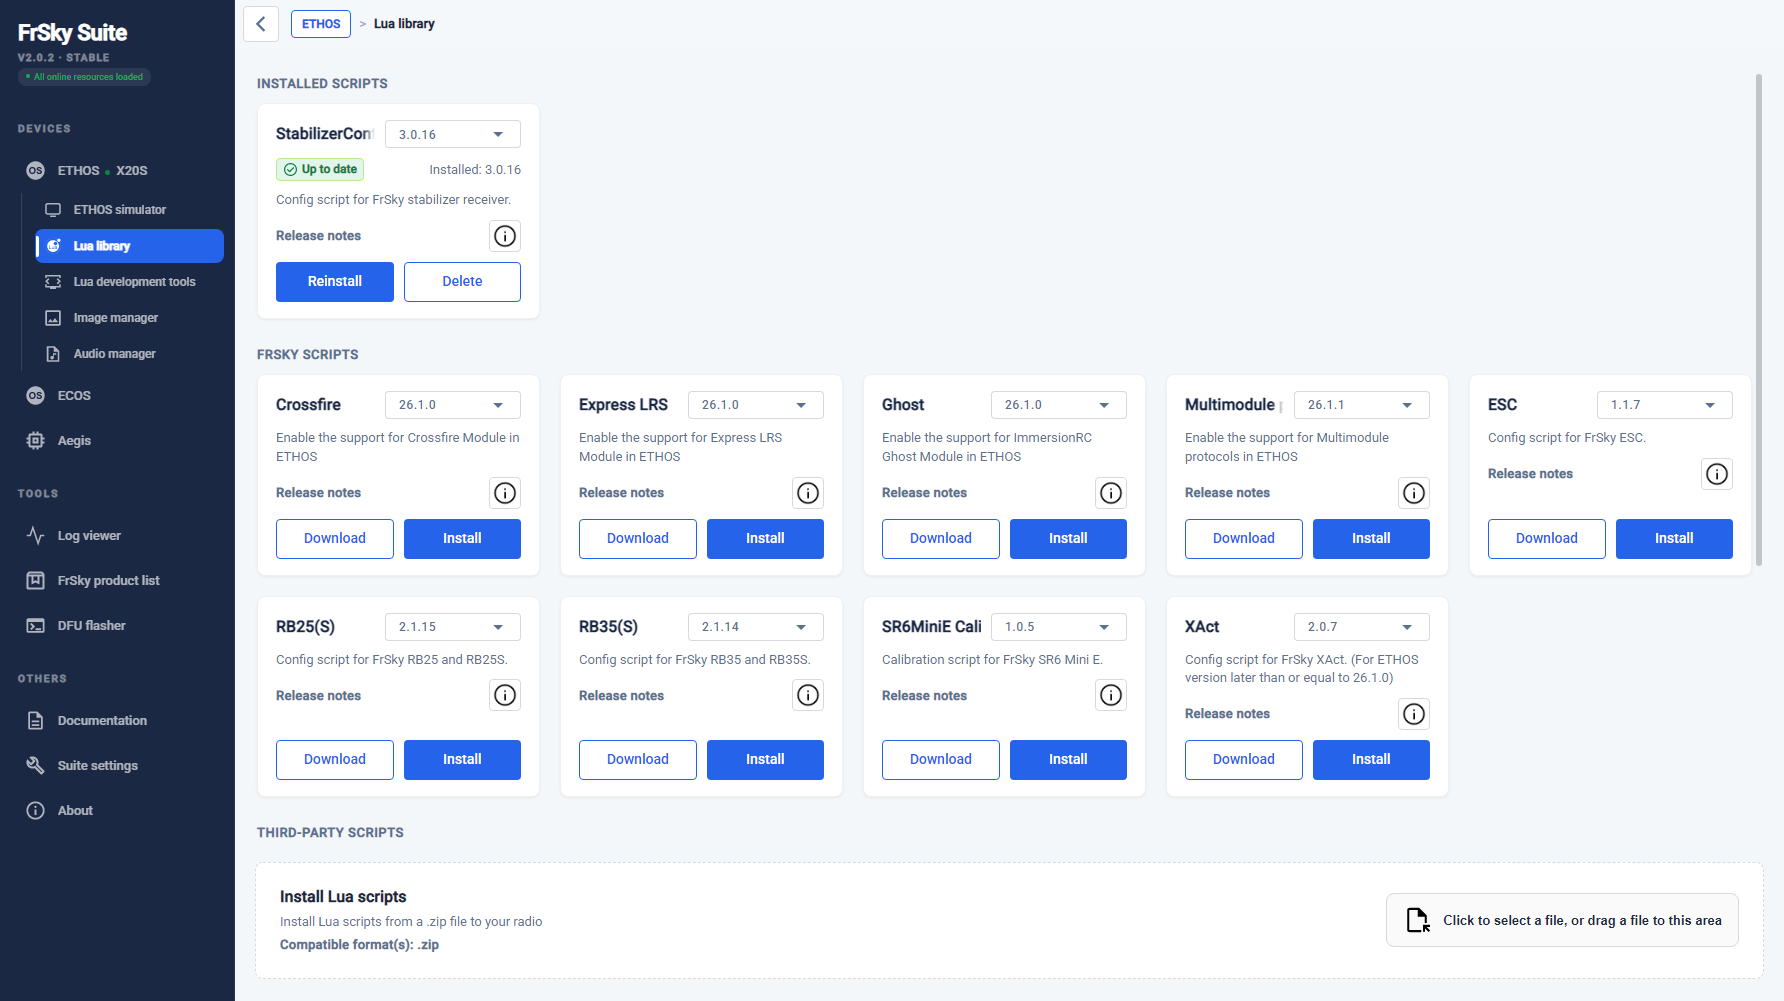 FrSky Suite
V2.0.2 · STABLE
• All online resources loaded
DEVICES
ETHOS • X20S
ETHOS simulator
Lua library
Lua development tools
Image manager
Audio manager
ECOS
Aegis
TOOLS
Log viewer
FrSky product list
DFU flasher
OTHERS
Documentation
Suite settings
About
ETHOS > Lua library
INSTALLED SCRIPTS
StabilizerCon 3.0.16
Up to date Installed: 3.0.16
Config script for FrSky stabilizer receiver.
Release notes
Reinstall Delete
FRSKY SCRIPTS
Crossfire 26.1.0
Enable the support for Crossfire Module in
ETHOS
Release notes
Download Install
Express LRS 26.1.0
Enable the support for Express LRS
Module in ETHOS
Release notes
Download Install
Ghost 26.1.0
Enable the support for ImmersionRC
Ghost Module in ETHOS
Release notes
Download Install
Multimodule 26.1.1
Enable the support for Multimodule
protocols in ETHOS
Release notes
Download Install
ESC 1.1.7
Config script for FrSky ESC.
Release notes
Download Install
RB25(S) 2.1.15
Config script for FrSky RB25 and RB25S.
Release notes
Download Install
RB35(S) 2.1.14
Config script for FrSky RB35 and RB35S.
Release notes
Download Install
SR6MiniE Cali 1.0.5
Calibration script for FrSky SR6 Mini E.
Release notes
Download Install
XAct 2.0.7
Config script for FrSky XAct. (For ETHOS
version later than or equal to 26.1.0)
Release notes
Download Install
THIRD-PARTY SCRIPTS
Install Lua scripts
Install Lua scripts from a .zip file to your radio
Compatible format(s): .zip
Click to select a file, or drag a file to this area